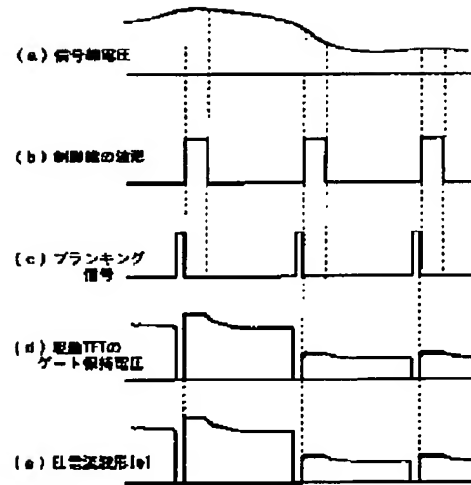 (a) 信号線電圧
(b) 制御線の波形
(c) ブランキング
信号
(d) 駆動TFTの
ゲート保持電圧
(e) EL電流波形